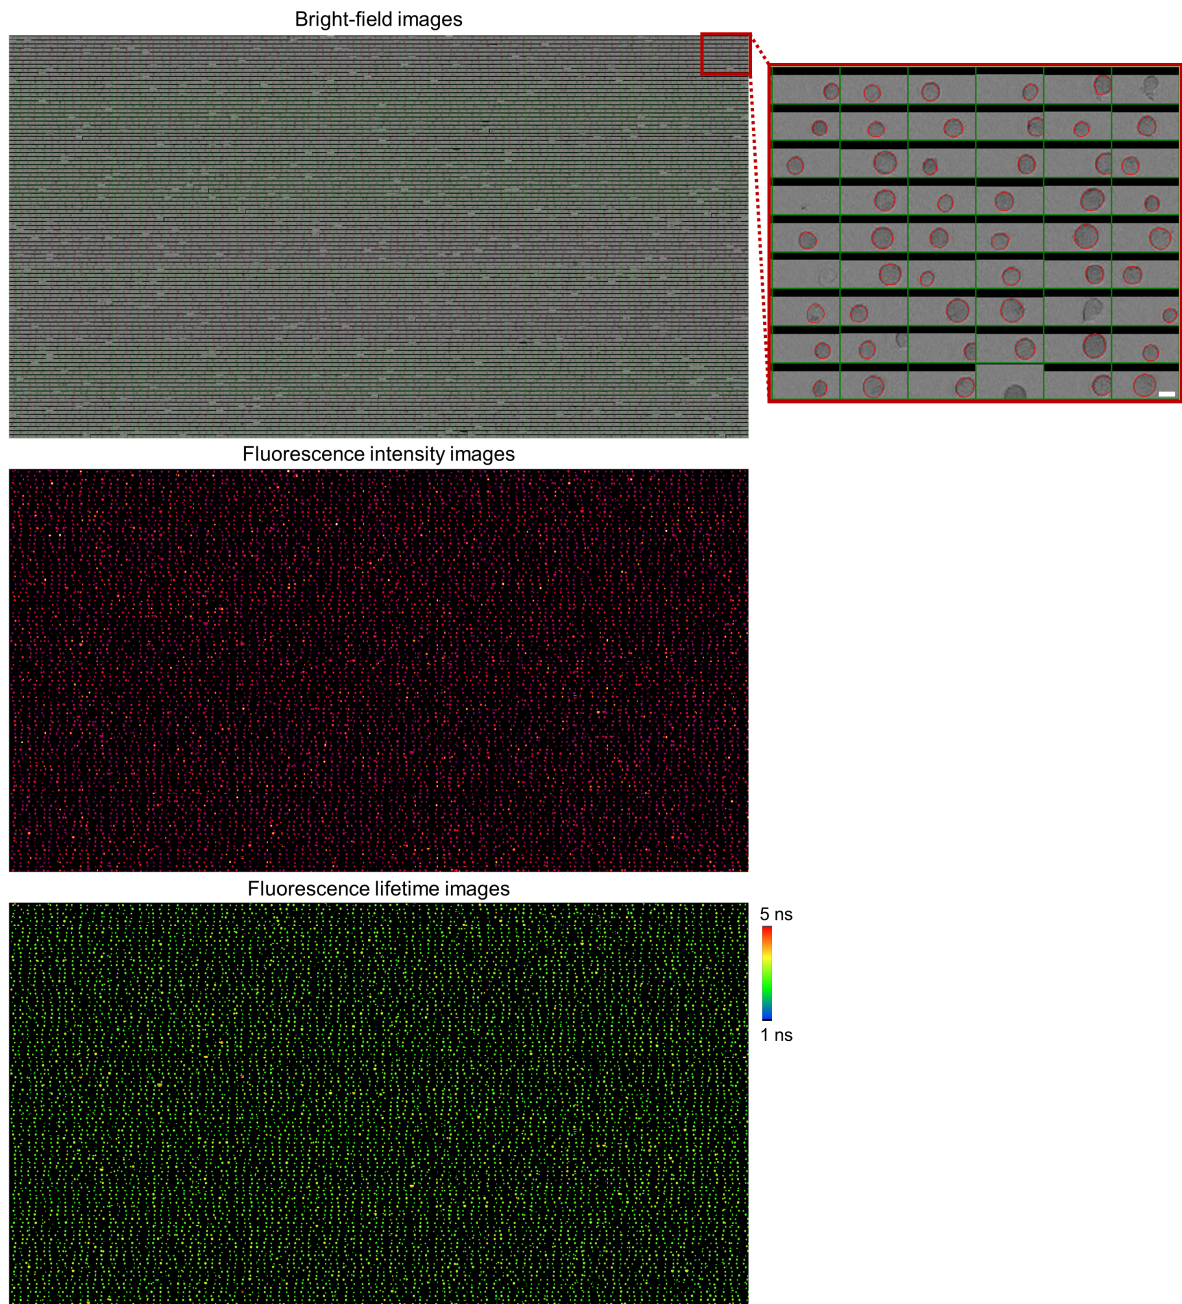 Bright-field images
Fluorescence intensity images
Fluorescence lifetime images
5 ns
1 ns